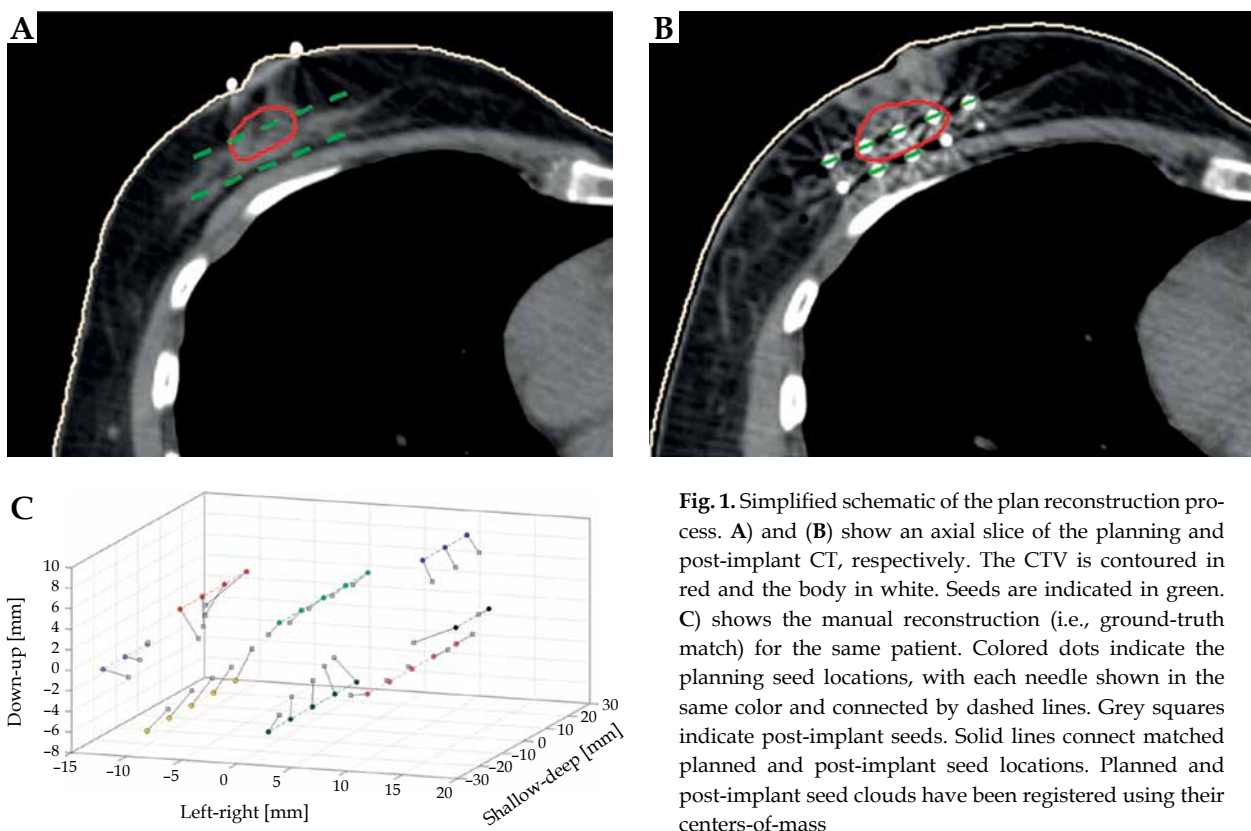 A
B
C
10
8
6
4
2
0
−2
−4
−6
−8
Down-up [mm]
−15
−10
−5
0
5
10
15
20
Left-right [mm]
−30
−20
−10
0
10
20
30
Shallow-deep [mm]
Fig. 1. Simplified schematic of the plan reconstruction pro-
cess. A) and (B) show an axial slice of the planning and
post-implant CT, respectively. The CTV is contoured in
red and the body in white. Seeds are indicated in green.
C) shows the manual reconstruction (i.e., ground-truth
match) for the same patient. Colored dots indicate the
planning seed locations, with each needle shown in the
same color and connected by dashed lines. Grey squares
indicate post-implant seeds. Solid lines connect matched
planned and post-implant seed locations. Planned and
post-implant seed clouds have been registered using their
centers-of-mass